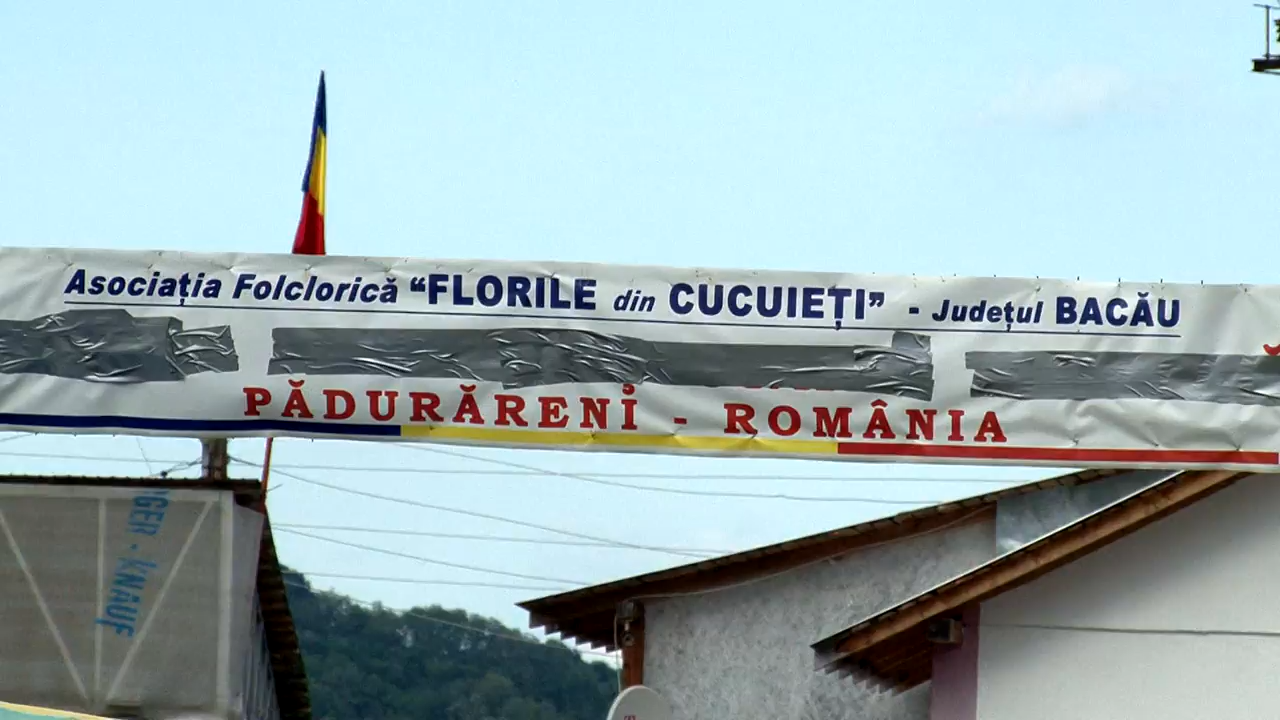 Asociația Folclorică “FLORILE din CUCUIEȚI” - Județul BACĂU
PĂDURĂRENI - ROMÂNIA
KNAUF